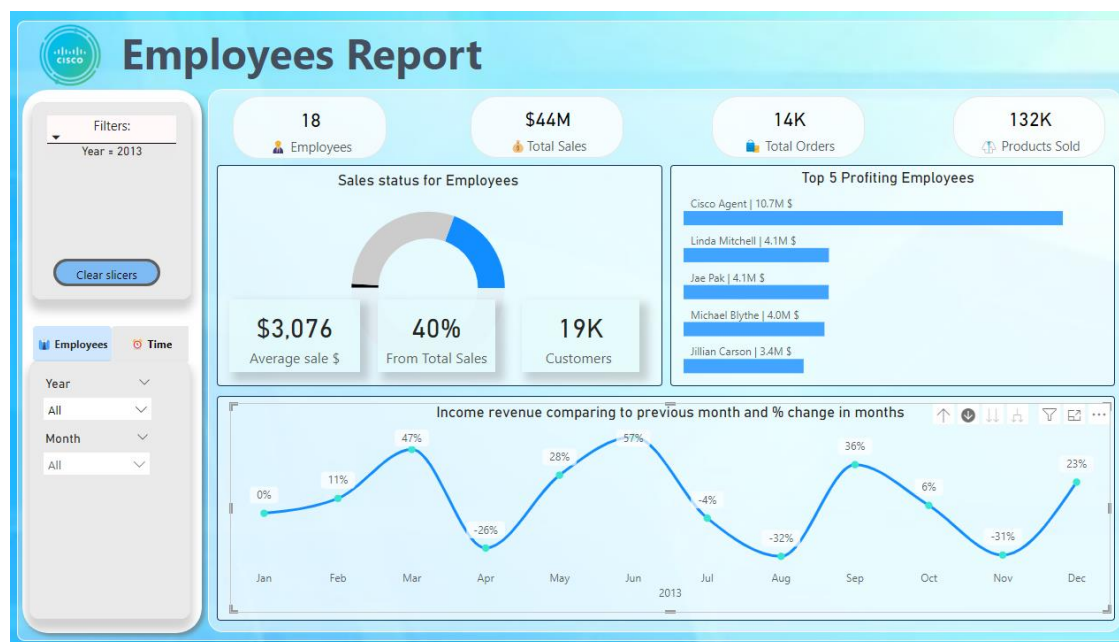 CISCO
Employees Report
Filters:
Year = 2013
Clear slicers
Employees
Time
Year
All
Month
All
18
Employees
$44M
Total Sales
14K
Total Orders
132K
Products Sold
Sales status for Employees
$3,076
Average sale $
40%
From Total Sales
19K
Customers
Top 5 Profiting Employees
Cisco Agent | 10.7M $
Linda Mitchell | 4.1M $
Jae Pak | 4.1M $
Michael Blythe | 4.0M $
Jillian Carson | 3.4M $
Income revenue comparing to previous month and % change in months
0%
11%
47%
-26%
28%
57%
-4%
-32%
36%
6%
-31%
23%
Jan Feb Mar Apr May Jun Jul Aug Sep Oct Nov Dec
2013